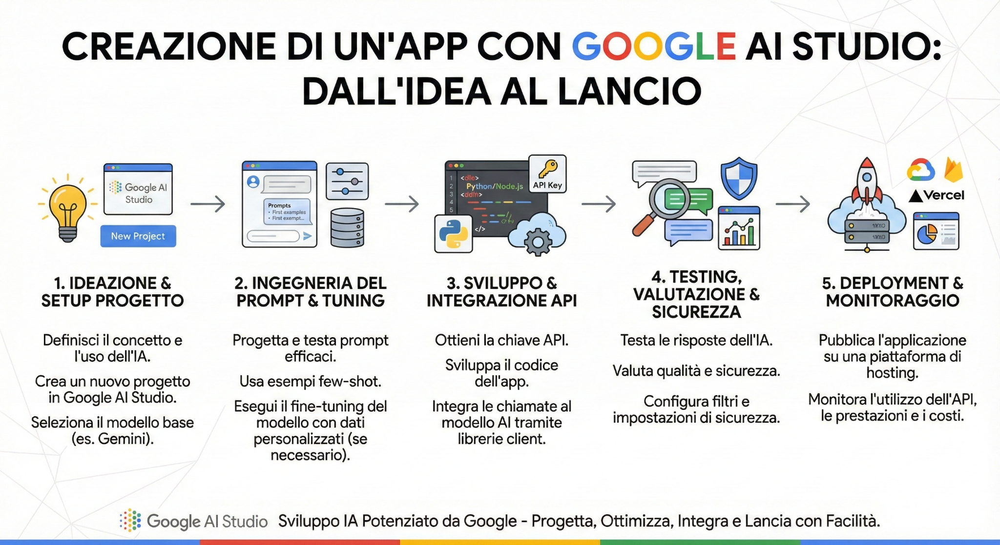 CREAZIONE DI UN'APP CON GOOGLE AI STUDIO:
DALL'IDEA AL LANCIO
Google AI
Studio
New Project
Prompts
• First examples
• First exempt...
1
2
3
4
5
<dle>
Python/Node.js
<ddln>
</>
API Key
Vercel
1. IDEAZIONE &
SETUP PROGETTO
Definisci il concetto e
l'uso dell'IA.
Crea un nuovo progetto
in Google AI Studio.
Seleziona il modello base
(es. Gemini).
2. INGEGNERIA DEL
PROMPT & TUNING
Progetta e testa prompt
efficaci.
Usa esempi few-shot.
Esegui il fine-tuning del
modello con dati
personalizzati (se
necessario).
3. SVILUPPO &
INTEGRAZIONE API
Ottieni la chiave API.
Sviluppa il codice
dell'app.
Integra le chiamate al
modello AI tramite
librerie client.
4. TESTING,
VALUTAZIONE &
SICUREZZA
Testa le risposte dell'IA.
Valuta qualità e sicurezza.
Configura filtri e
impostazioni di sicurezza.
5. DEPLOYMENT &
MONITORAGGIO
Pubblica l'applicazione
su una piattaforma di
hosting.
Monitora l'utilizzo dell'API,
le prestazioni e i costi.
Google AI Studio Sviluppo IA Potenziato da Google - Progetta, Ottimizza, Integra e Lancia con Facilità.